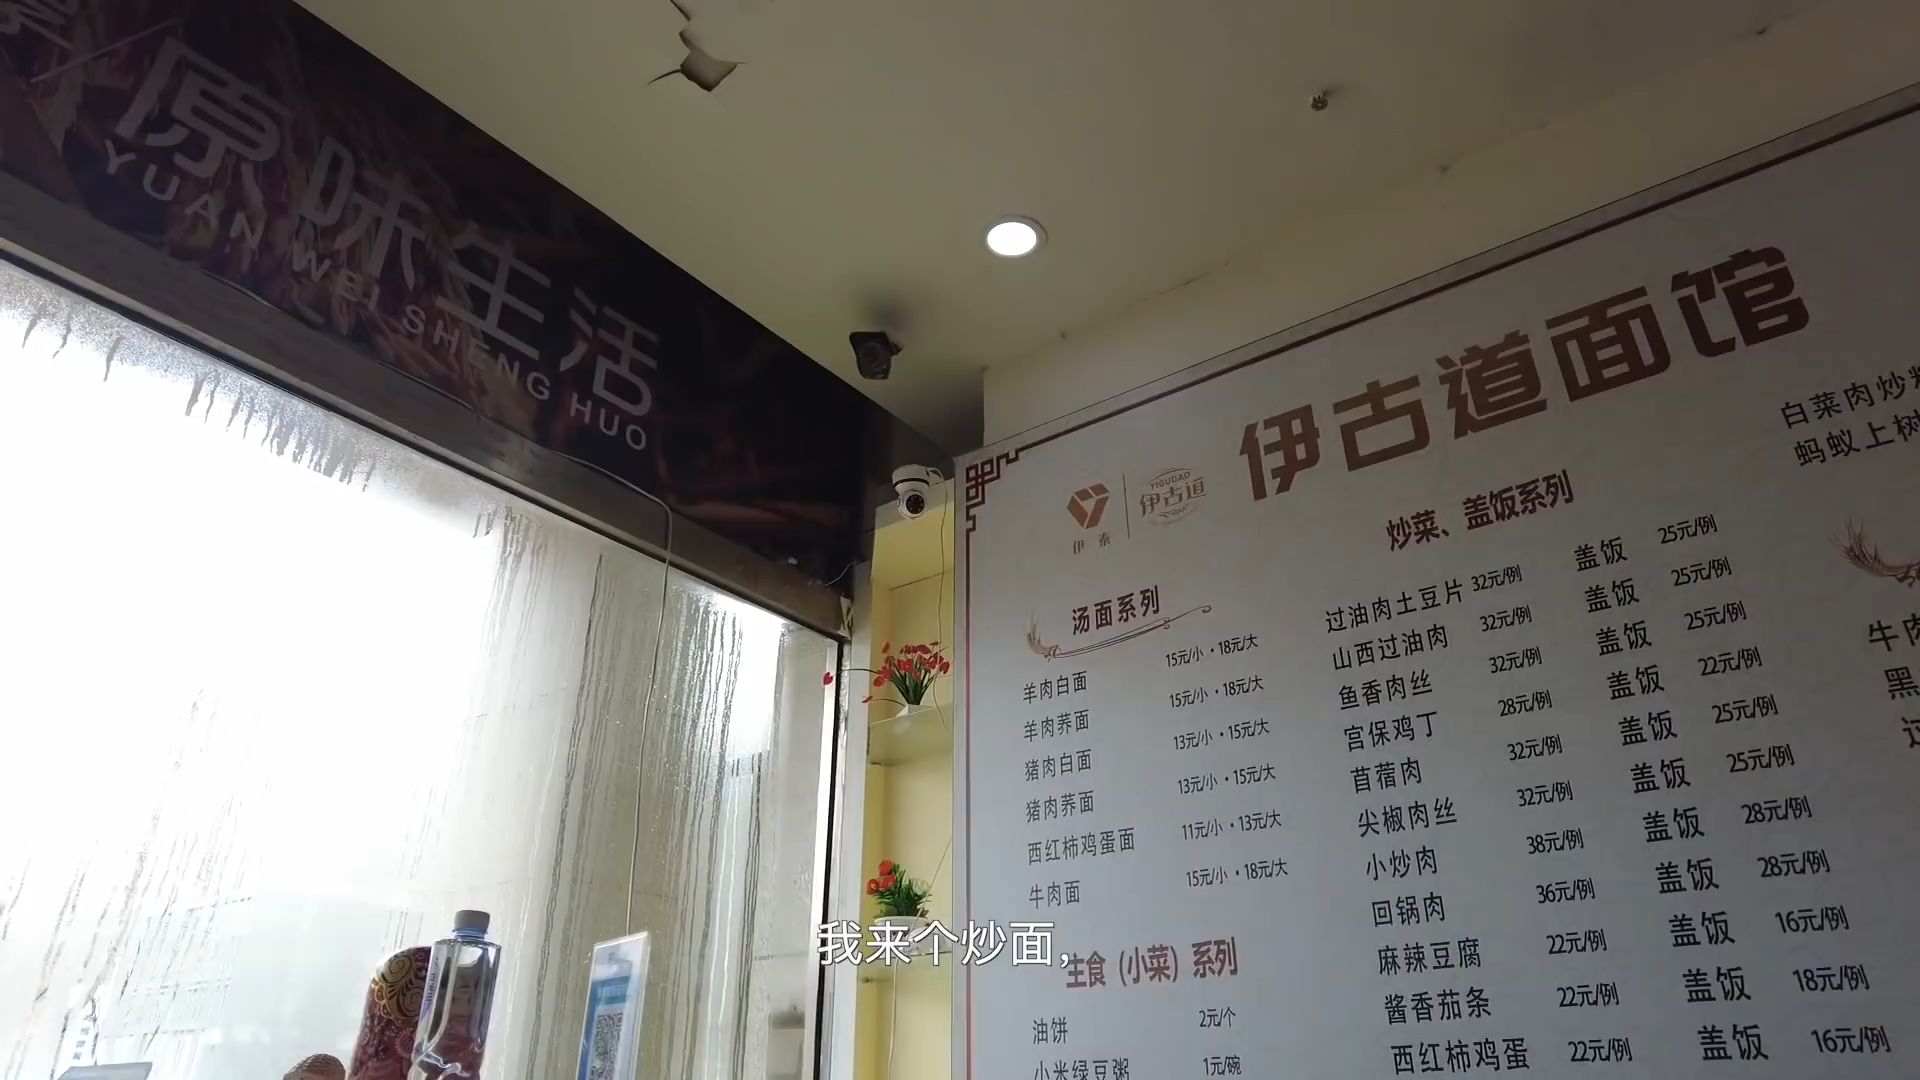 原味生活
YUAN WEI SHENG HUO
伊古道面馆
伊泰
YIGUDAO
伊古道
汤面系列
羊肉白面 15元/小·18元/大
羊肉荞面 15元/小·18元/大
猪肉白面 13元/小·15元/大
猪肉荞面 13元/小·15元/大
西红柿鸡蛋面 11元/小·13元/大
牛肉面 15元/小·18元/大
主食（小菜）系列
油饼 2元/个
小米绿豆粥 1元/碗
炒菜、盖饭系列
过油肉土豆片 32元/例 盖饭 25元/例
山西过油肉 32元/例 盖饭 25元/例
鱼香肉丝 32元/例 盖饭 25元/例
宫保鸡丁 28元/例 盖饭 22元/例
苜蓿肉 32元/例 盖饭 25元/例
尖椒肉丝 32元/例 盖饭 25元/例
小炒肉 38元/例 盖饭 28元/例
回锅肉 36元/例 盖饭 28元/例
麻辣豆腐 22元/例 盖饭 16元/例
酱香茄条 22元/例 盖饭 18元/例
西红柿鸡蛋 22元/例 盖饭 16元/例
白菜肉炒
蚂蚁上树
牛肉
黑
我来个炒面，